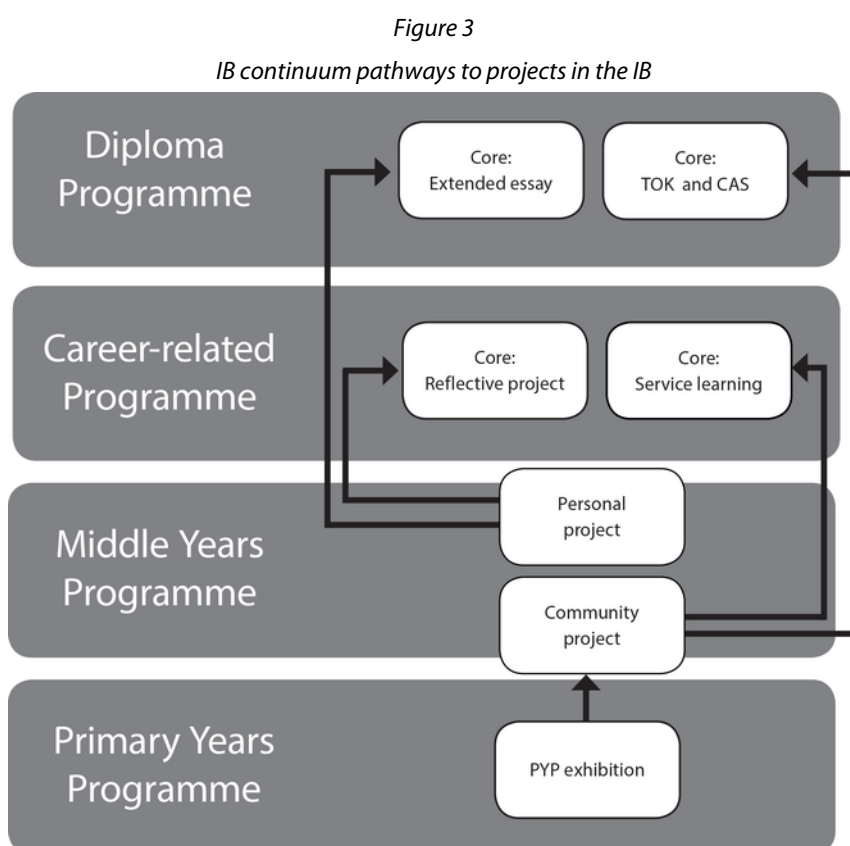 Figure 3
IB continuum pathways to projects in the IB
Diploma
Programme
Core:
Extended essay
Core:
TOK and CAS
Career-related
Programme
Core:
Reflective project
Core:
Service learning
Middle Years
Programme
Personal
project
Community
project
Primary Years
Programme
PYP exhibition